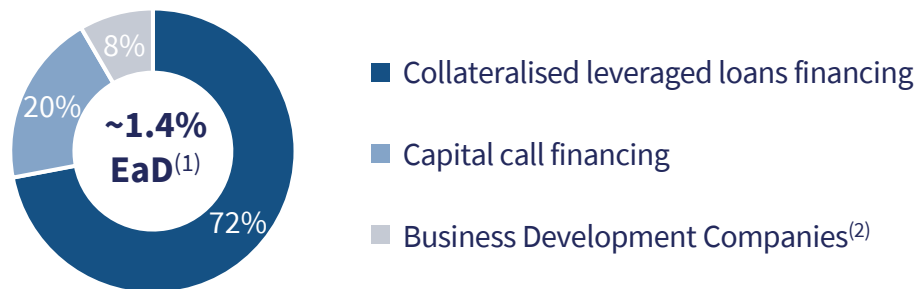 8%
20%
~1.4%
EaD(1)
72%
Collateralised leveraged loans financing
Capital call financing
Business Development Companies(2)